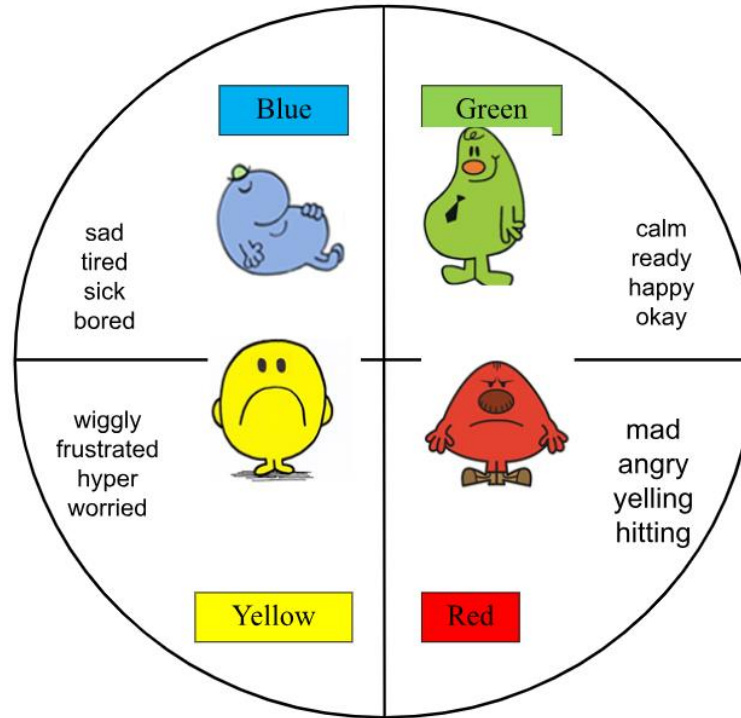 Blue
sad
tired
sick
bored
Green
calm
ready
happy
okay
wiggly
frustrated
hyper
worried
Yellow
mad
angry
yelling
hitting
Red